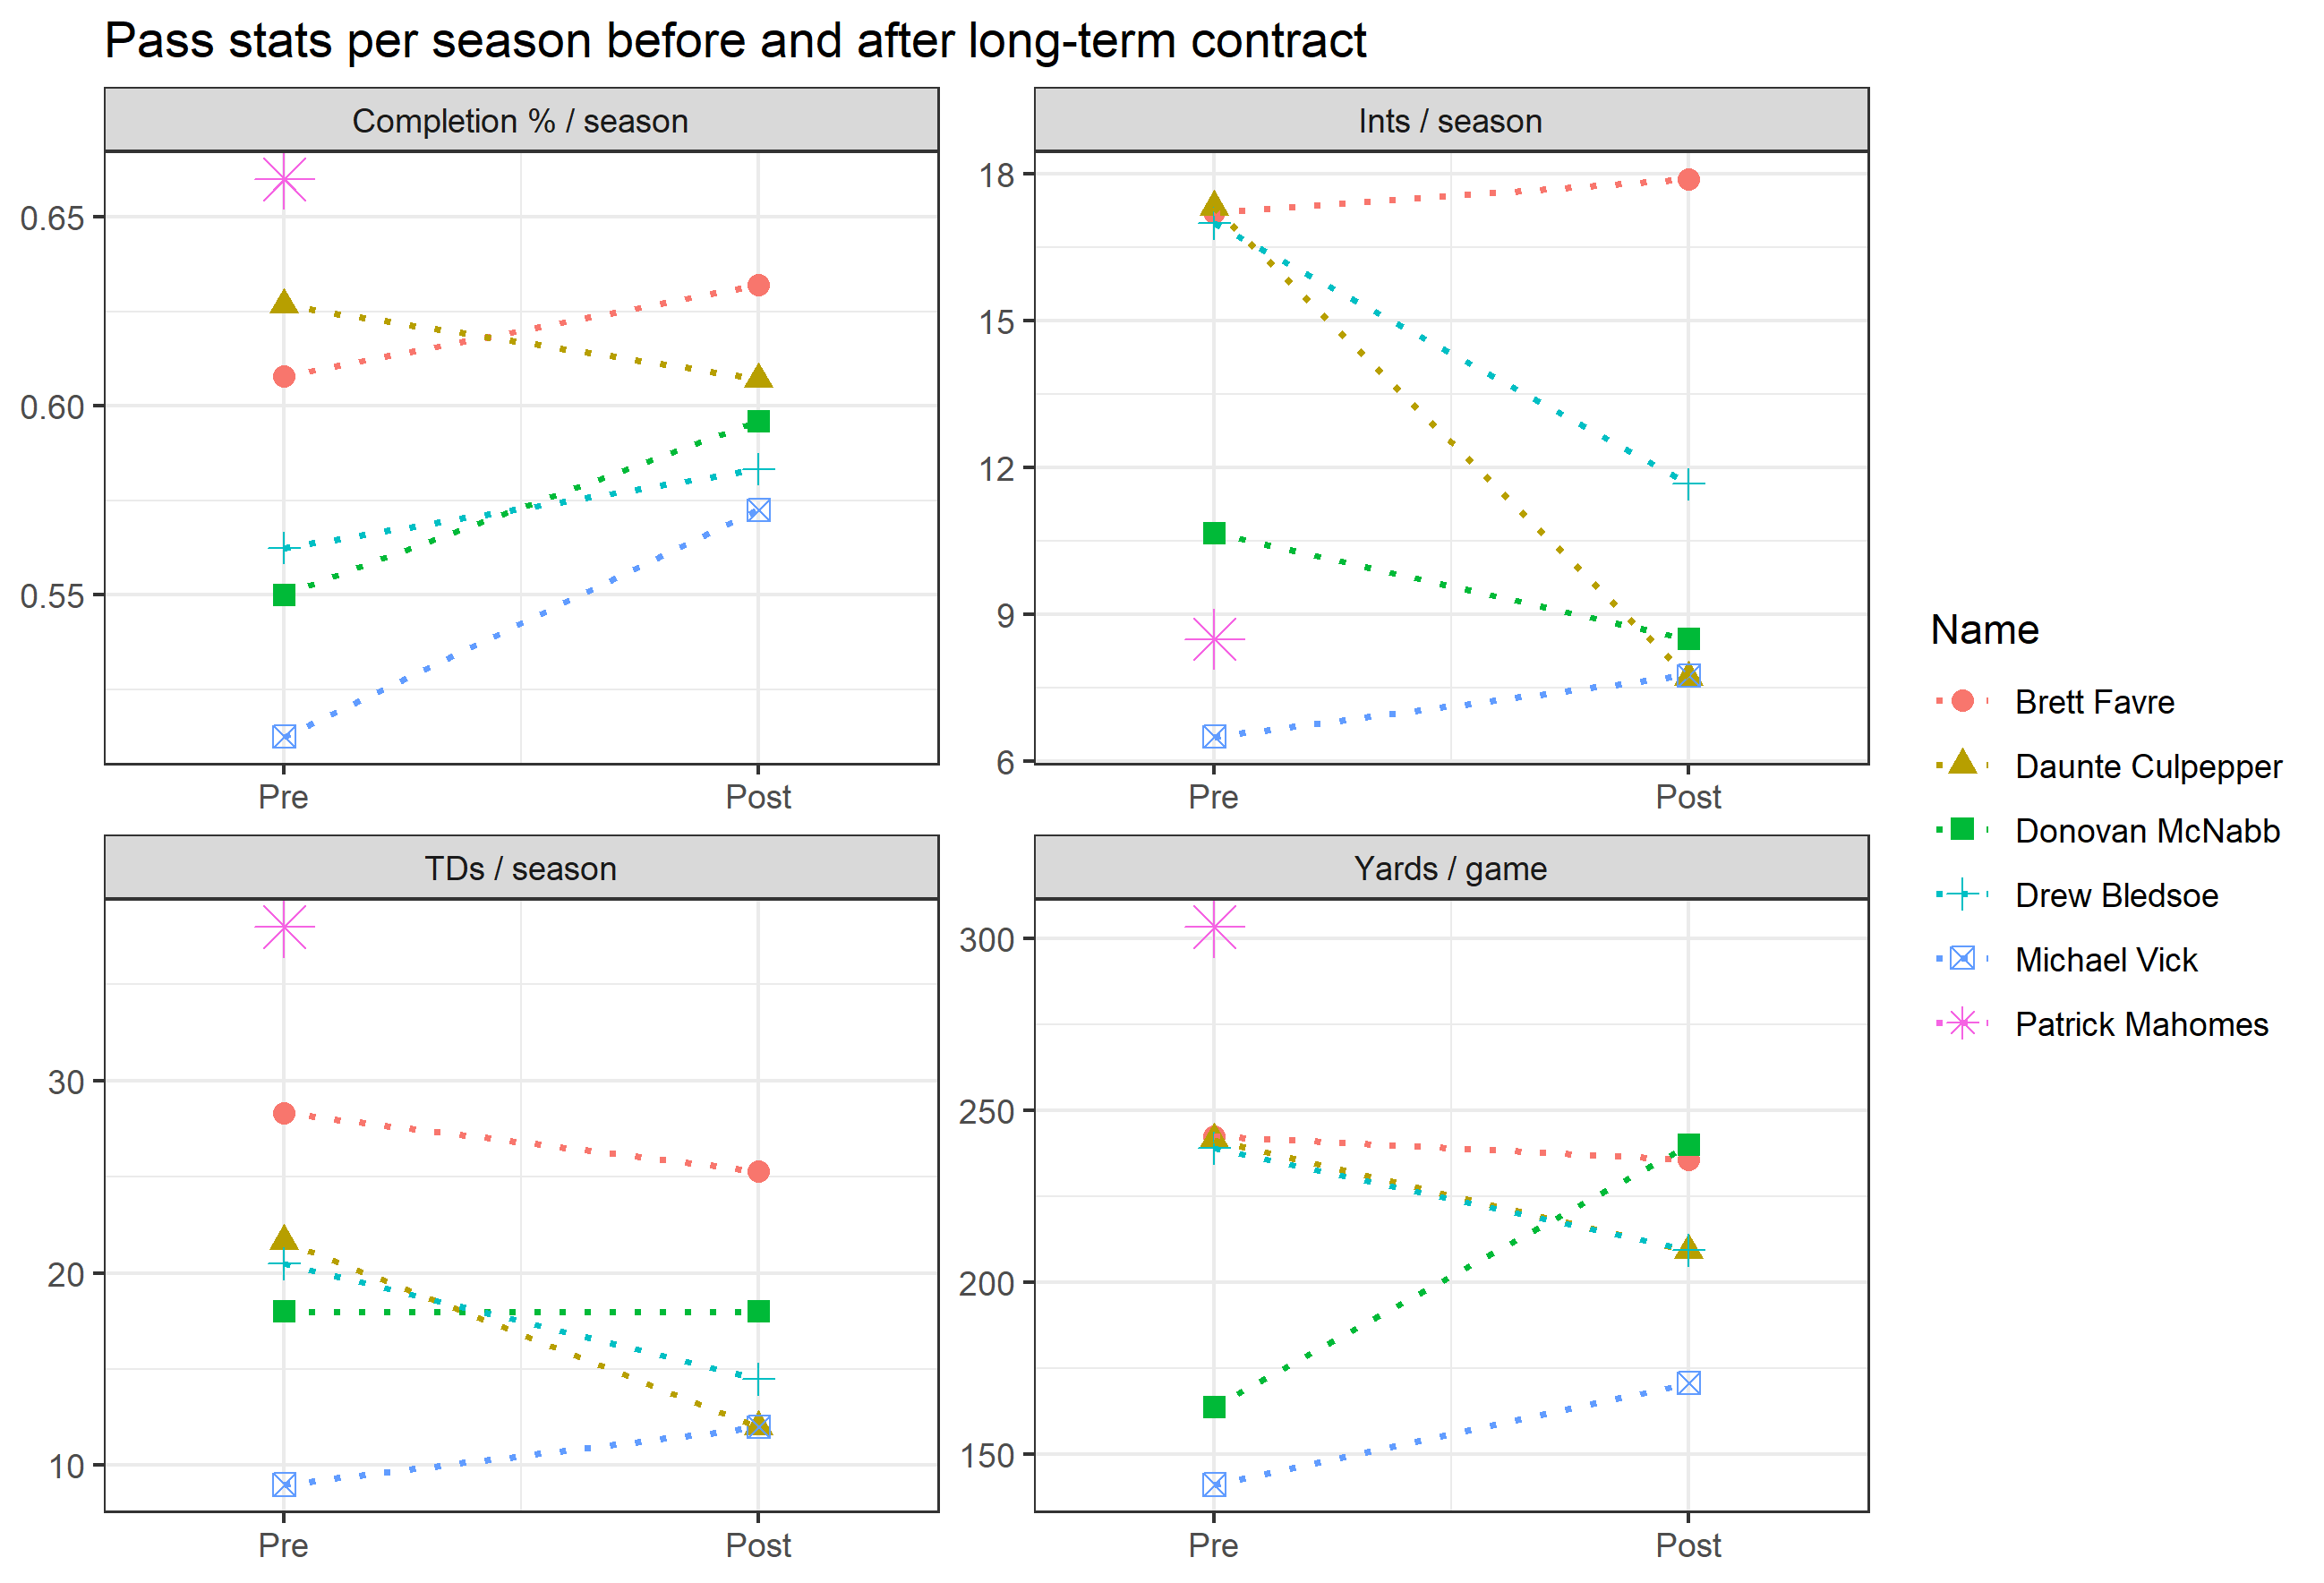 Pass stats per season before and after long-term contract
Completion % / season
0.65
0.60
0.55
Pre
Post
Ints / season
18
15
12
9
6
Pre
Post
TDs / season
30
20
10
Pre
Post
Yards / game
300
250
200
150
Pre
Post
Name
Brett Favre
Daunte Culpepper
Donovan McNabb
Drew Bledsoe
Michael Vick
Patrick Mahomes